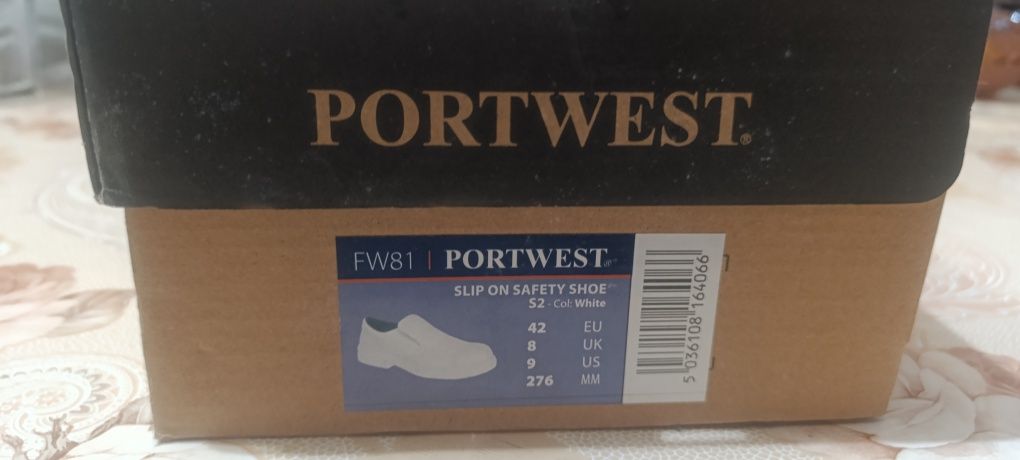 PORTWEST®
FW81 | PORTWEST®
SLIP ON SAFETY SHOE
S2 - Col: White
42 EU
8 UK
9 US
276 MM
5 036108 164066